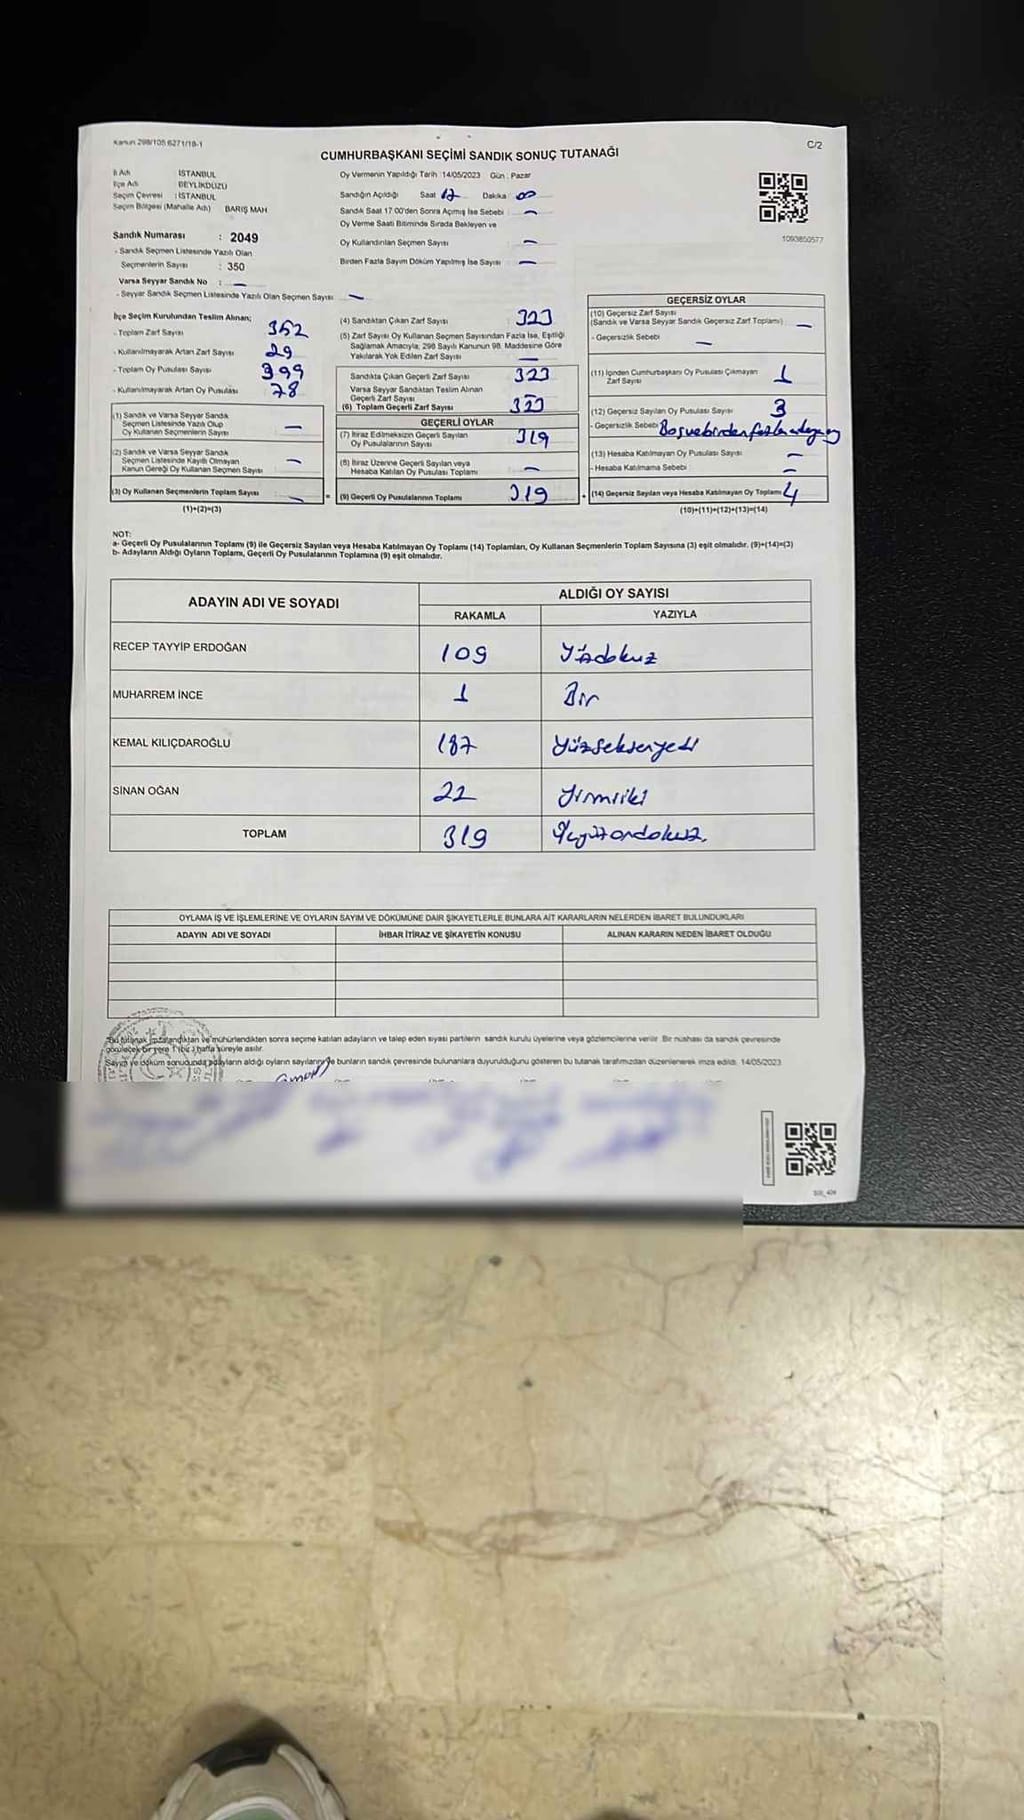 Kanun 298/105 6271/18-1
C/2
CUMHURBAŞKANI SEÇİMİ SANDIK SONUÇ TUTANAĞI
İl Adı İSTANBUL
İlçe Adı BEYLİKDÜZÜ
Seçim Çevresi : İSTANBUL
Seçim Bölgesi (Mahalle Adı) BARIŞ MAH
Sandık Numarası : 2049
- Sandık Seçmen Listesinde Yazılı Olan
Seçmenlerin Sayısı : 350
Varsa Seyyar Sandık No : —
- Seyyar Sandık Seçmen Listesinde Yazılı Olan Seçmen Sayısı —
Oy Vermenin Yapıldığı Tarih :14/05/2023 Gün : Pazar
Sandığın Açıldığı Saat 17 Dakika 00
Sandık Saat 17.00'den Sonra Açmış İse Sebebi —
Oy Verme Saati Bitiminde Sırada Bekleyen ve
Oy Kullandırılan Seçmen Sayısı —
Birden Fazla Sayım Döküm Yapılmış İse Sayısı —
1093850577
İlçe Seçim Kurulundan Teslim Alınan;
- Toplam Zarf Sayısı 352
- Kullanılmayarak Artan Zarf Sayısı 29
- Toplam Oy Pusulası Sayısı 399
- Kullanılmayarak Artan Oy Pusulası 78
(1) Sandık ve Varsa Seyyar Sandık
Seçmen Listesinde Yazılı Olup
Oy Kullanan Seçmenlerin Sayısı —
(2) Sandık ve Varsa Seyyar Sandık
Seçmen Listesinde Kayıtlı Olmayan
Kanun Gereği Oy Kullanan Seçmen Sayısı —
(3) Oy Kullanan Seçmenlerin Toplam Sayısı —
(1)+(2)=(3)
(4) Sandıktan Çıkan Zarf Sayısı 323
(5) Zarf Sayısı Oy Kullanan Seçmen Sayısından Fazla İse, Eşitliği
Sağlamak Amacıyla, 298 Sayılı Kanunun 98. Maddesine Göre
Yakılarak Yok Edilen Zarf Sayısı —
Sandıkta Çıkan Geçerli Zarf Sayısı 323
Varsa Seyyar Sandıktan Teslim Alınan
Geçerli Zarf Sayısı —
(6) Toplam Geçerli Zarf Sayısı 323
GEÇERLİ OYLAR
(7) İtiraz Edilmeksizin Geçerli Sayılan
Oy Pusulalarının Sayısı 319
(8) İtiraz Üzerine Geçerli Sayılan veya
Hesaba Katılan Oy Pusulası Toplamı —
(9) Geçerli Oy Pusulalarının Toplamı 319
GEÇERSİZ OYLAR
(10) Geçersiz Zarf Sayısı
(Sandık ve Varsa Seyyar Sandık Geçersiz Zarf Toplamı) —
- Geçersizlik Sebebi —
(11) İçinden Cumhurbaşkanı Oy Pusulası Çıkmayan
Zarf Sayısı 1
(12) Geçersiz Sayılan Oy Pusulası Sayısı 3
- Geçersizlik Sebebi Boş ve birden fazla
(13) Hesaba Katılmayan Oy Pusulası Sayısı —
- Hesaba Katılmama Sebebi —
(14) Geçersiz Sayılan veya Hesaba Katılmayan Oy Toplamı 4
(10)+(11)+(12)+(13)=(14)
NOT:
a- Geçerli Oy Pusulalarının Toplamı (9) ile Geçersiz Sayılan veya Hesaba Katılmayan Oy Toplamı (14) Toplamları, Oy Kullanan Seçmenlerin Toplam Sayısına (3) eşit olmalıdır. (9)+(14)=(3)
b- Adayların Aldığı Oyların Toplamı, Geçerli Oy Pusulalarının Toplamına (9) eşit olmalıdır.
ADAYIN ADI VE SOYADI ALDIĞI OY SAYISI
RAKAMLA YAZIYLA
RECEP TAYYİP ERDOĞAN 109 Yüzdokuz
MUHARREM İNCE 1 Bir
KEMAL KILIÇDAROĞLU 187 Yüzseksenyedi
SİNAN OĞAN 22 Yirmiiki
TOPLAM 319 Üçyüzondokuz.
OYLAMA İŞ VE İŞLEMLERİNE VE OYLARIN SAYIM VE DÖKÜMÜNE DAİR ŞİKAYETLERLE BUNLARA AİT KARARLARIN NELERDEN İBARET BULUNDUKLARI
ADAYIN ADI VE SOYADI İHBAR İTİRAZ VE ŞİKAYETİN KONUSU ALINAN KARARIN NEDEN İBARET OLDUĞU
*Bu tutanak imzalandıktan ve mühürlendikten sonra seçime katılan adayların ve talep eden siyasi partilerin sandık kurulu üyelerine veya gözlemcilerine verilir. Bir nüshası da sandık çevresinde
görülecek bir yere 1 (bir) hafta süreyle asılır.
Sayım ve döküm sonucunda adayların aldığı oyların sayılarını ve bunların sandık çevresinde bulunanlara duyurulduğunu gösteren bu tutanak tarafımızdan düzenlenerek imza edildi. 14/05/2023